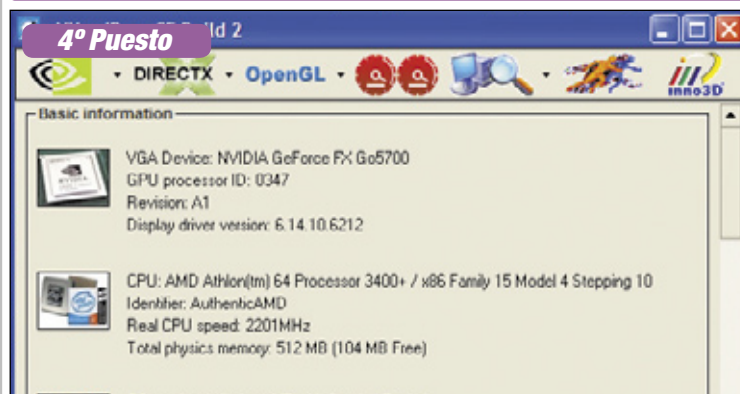 4º Puesto
ld 2
DIRECTX OpenGL inno3D
Basic information
VGA Device: NVIDIA GeForce FX Go5700
GPU processor ID: 0347
Revision: A1
Display driver version: 6.14.10.6212
CPU: AMD Athlon(tm) 64 Processor 3400+ / x86 Family 15 Model 4 Stepping 10
Identifier: AuthenticAMD
Real CPU speed: 2201MHz
Total physics memory: 512 MB (104 MB Free)